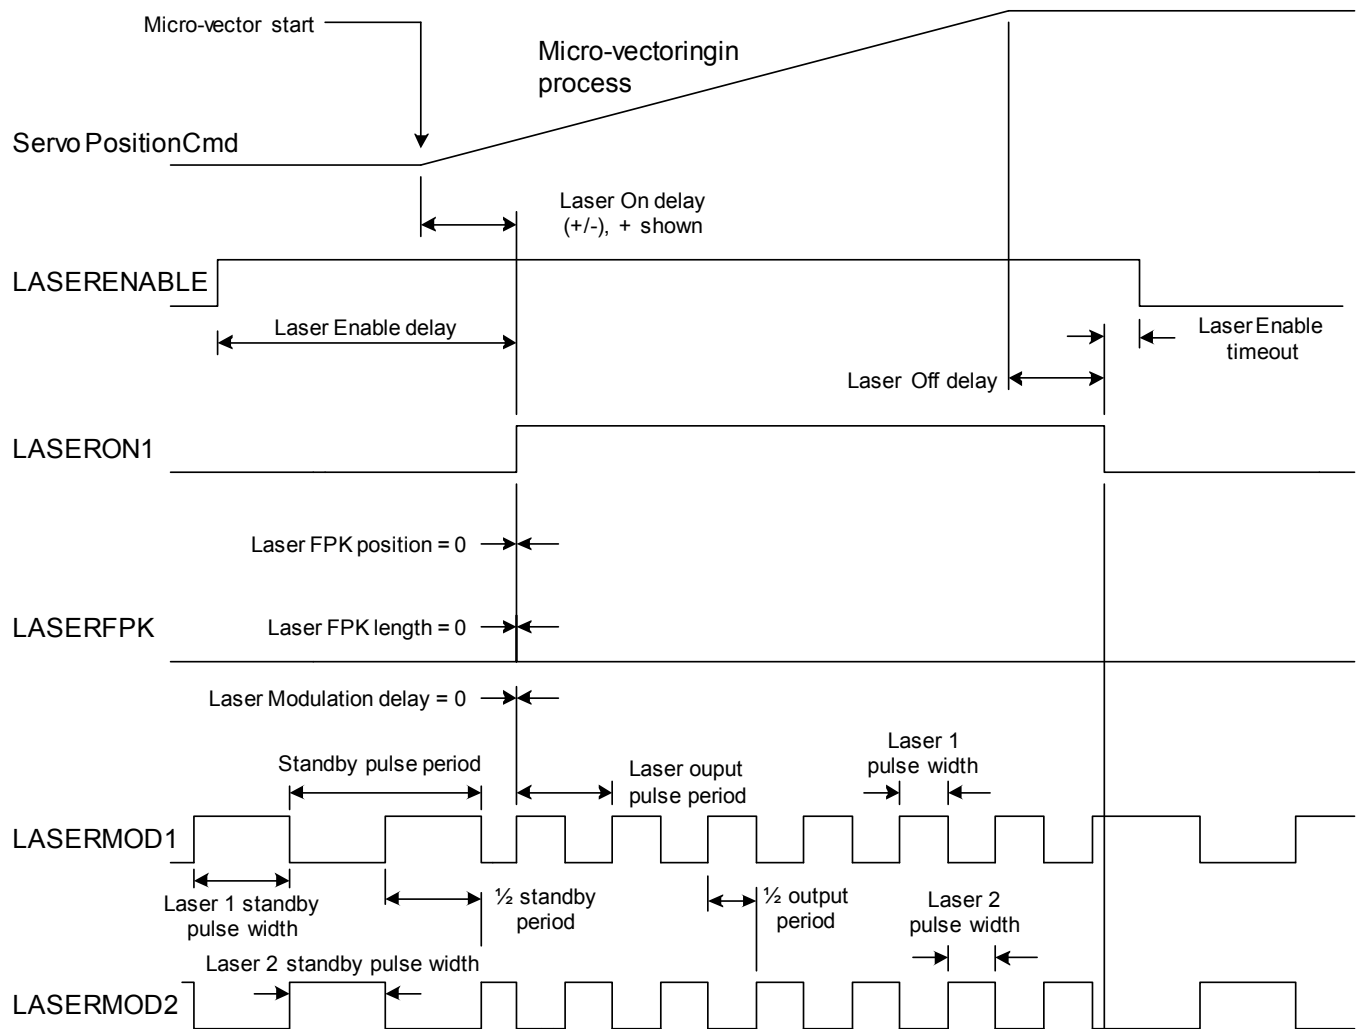 Micro-vector start
Micro-vectoringin
process
Servo PositionCmd
Laser On delay
(+/-), + shown
LASERENABLE
Laser Enable delay
Laser Enable
timeout
Laser Off delay
LASERON1
Laser FPK position = 0
LASERFPK
Laser FPK length = 0
Laser Modulation delay = 0
Standby pulse period
Laser ouput
pulse period
Laser 1
pulse width
LASERMOD1
Laser 1 standby
pulse width
½ standby
period
½ output
period
Laser 2
pulse width
Laser 2 standby pulse width
LASERMOD2